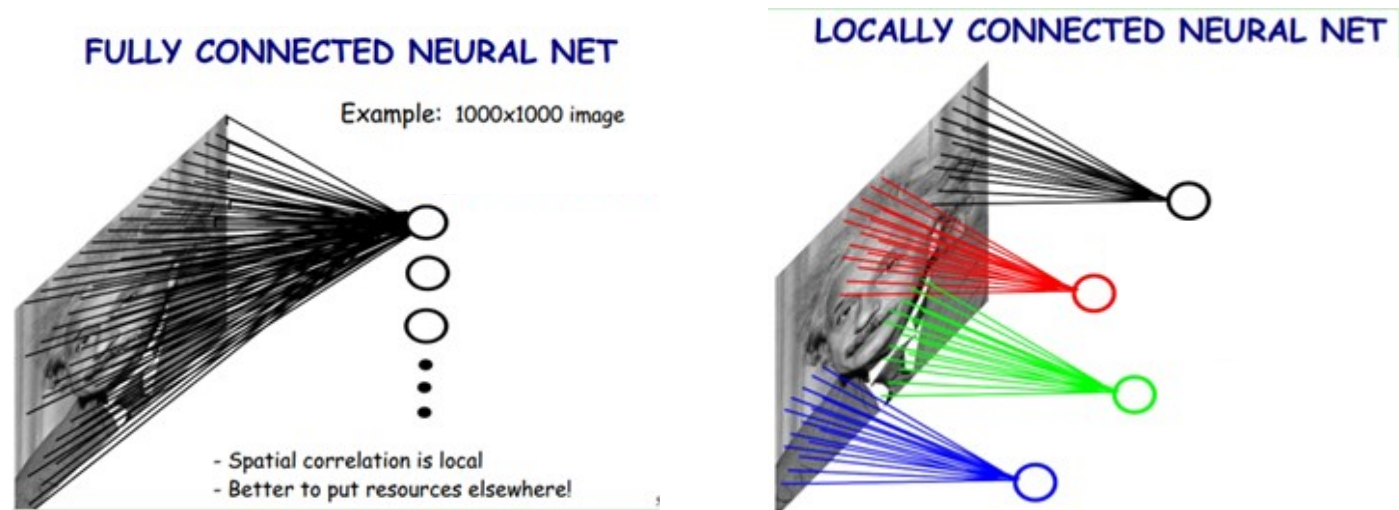 FULLY CONNECTED NEURAL NET
Example: 1000x1000 image
- Spatial correlation is local
- Better to put resources elsewhere!
LOCALLY CONNECTED NEURAL NET